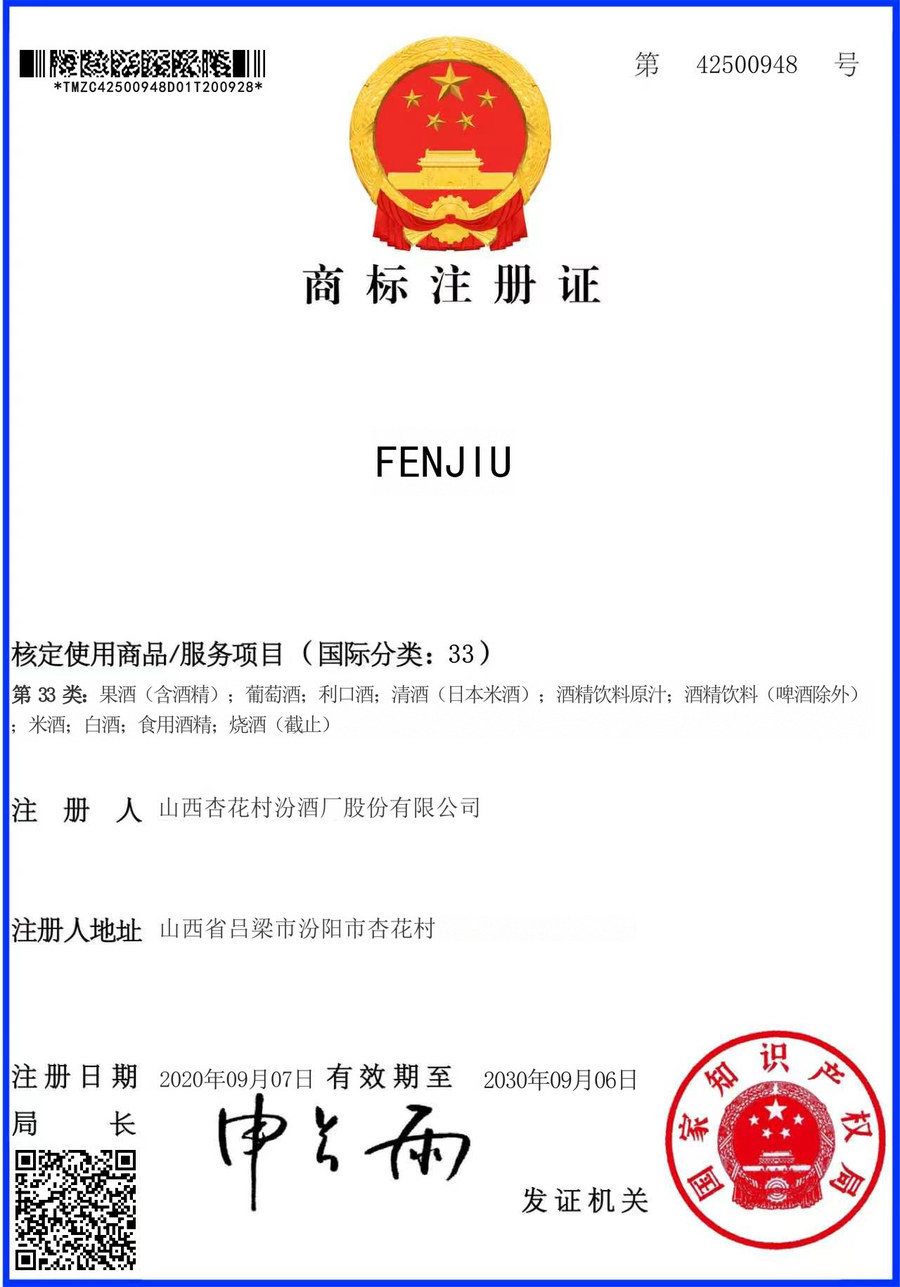 *TMZC42500948D01T200928*
第 42500948 号
商标注册证
FENJIU
核定使用商品/服务项目（国际分类：33）
第 33 类: 果酒（含酒精）；葡萄酒；利口酒；清酒（日本米酒）；酒精饮料原汁；酒精饮料（啤酒除外）
；米酒；白酒；食用酒精；烧酒（截止）
注册人 山西杏花村汾酒厂股份有限公司
注册人地址 山西省吕梁市汾阳市杏花村
注册日期 2020年09月07日 有效期至 2030年09月06日
局长 申长雨
发证机关
国家知识产权局